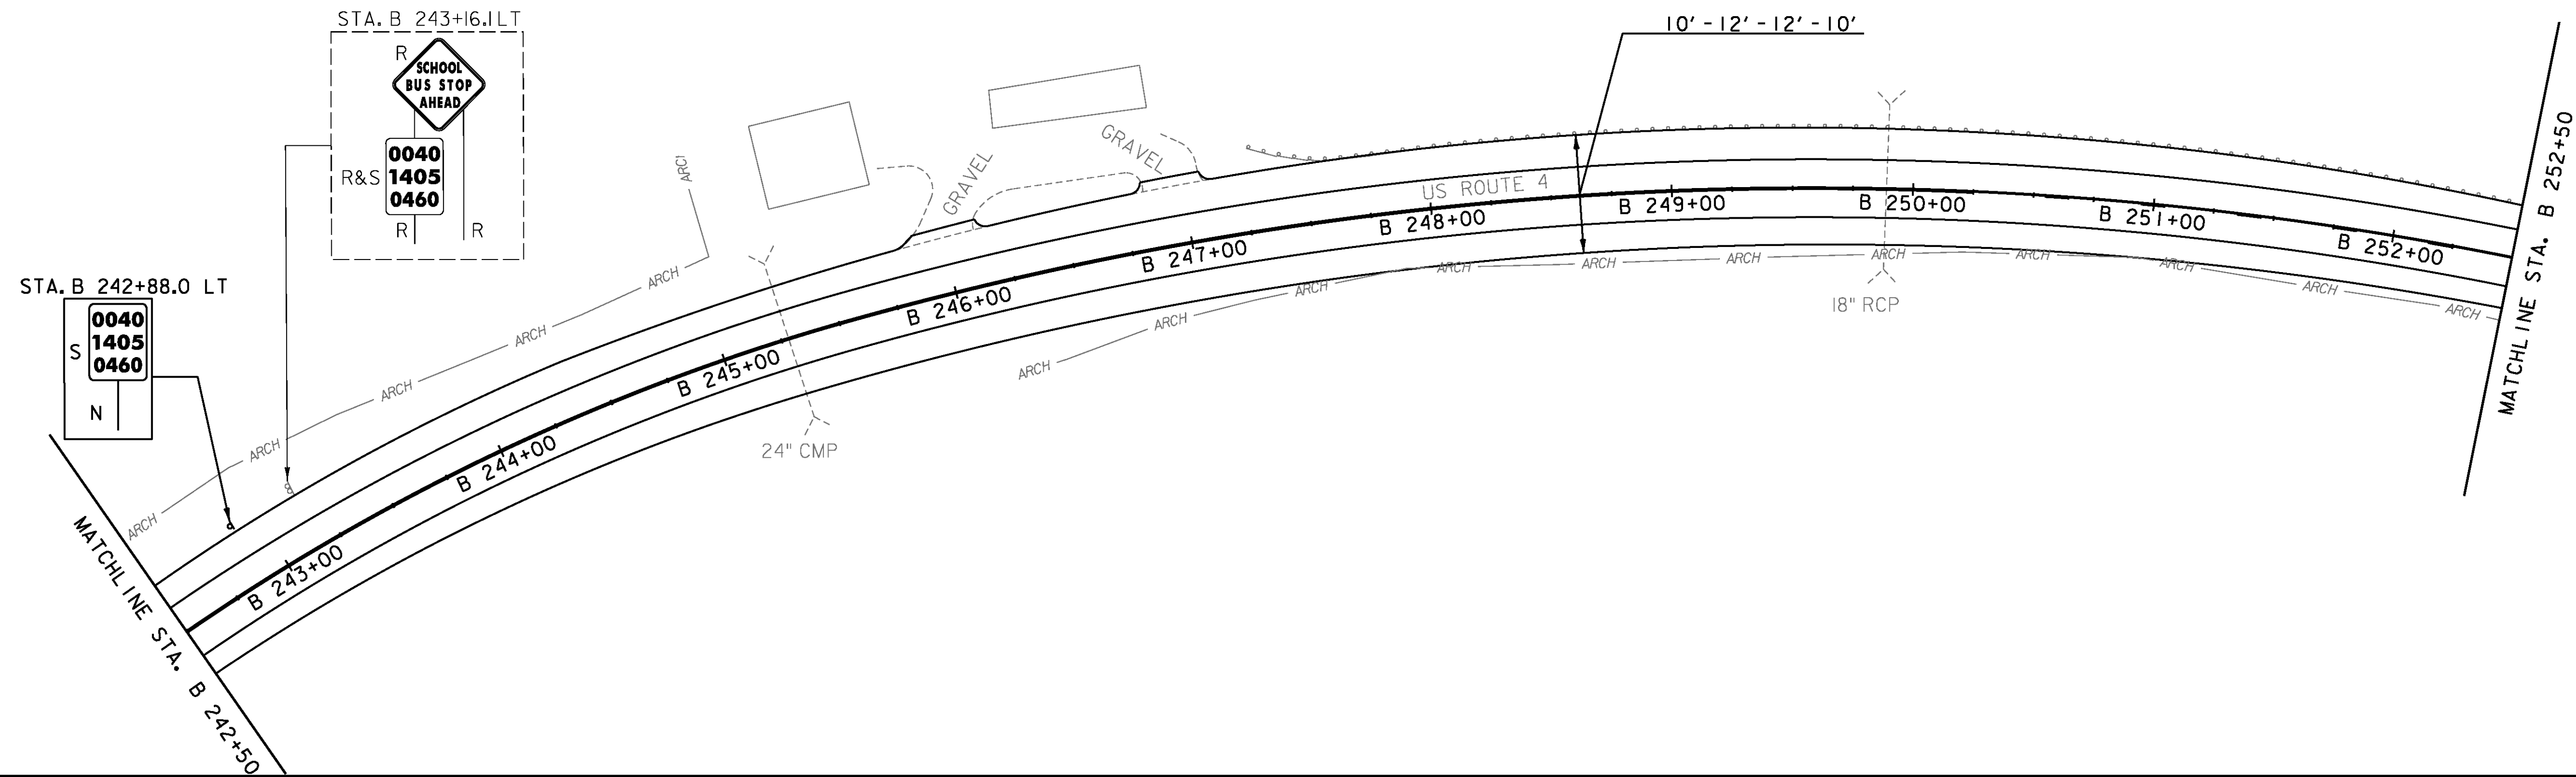 STA. B 243+16.1 LT
R
SCHOOL
BUS STOP
AHEAD
R&S
0040
1405
0460
R
R
STA. B 242+88.0 LT
S
0040
1405
0460
N
10' - 12' - 12' - 10'
GRAVEL
GRAVEL
US ROUTE 4
ARCH
ARCH
ARCH
ARCH
ARCH
ARCH
B 243+00
B 244+00
B 245+00
B 246+00
B 247+00
B 248+00
B 249+00
B 250+00
B 251+00
B 252+00
ARCH
ARCH
ARCH
ARCH
ARCH
ARCH
ARCH
ARCH
ARCH
ARCH
ARCH
24" CMP
18" RCP
MATCHLINE STA. B 242+50
MATCHLINE STA. B 252+50